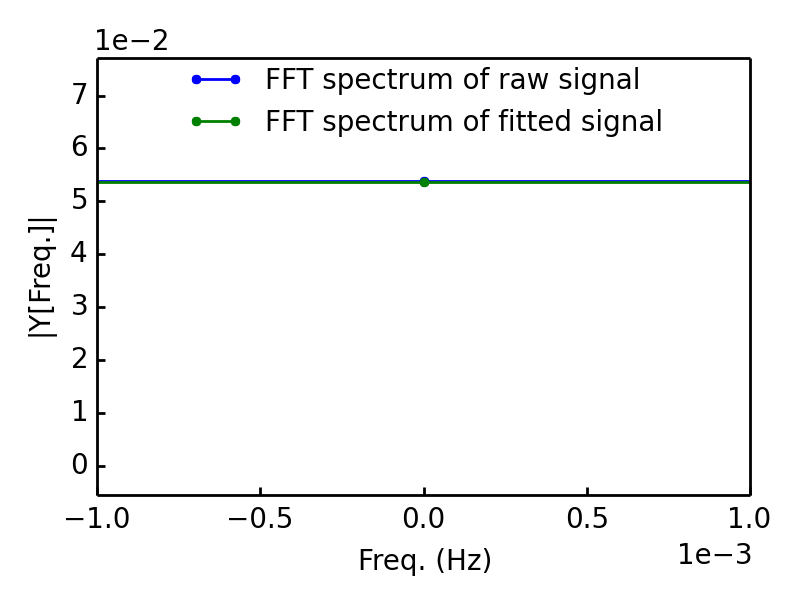 1e−2
FFT spectrum of raw signal
FFT spectrum of fitted signal
7
6
5
4
3
2
1
0
|Y[Freq.]|
−1.0 −0.5 0.0 0.5 1.0
Freq. (Hz)
1e−3